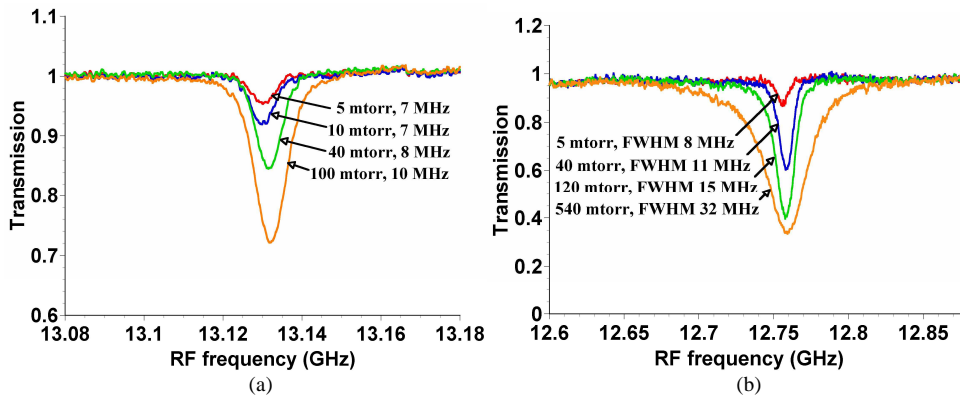 1.1
1
0.9
0.8
0.7
0.6
Transmission
5 mtorr, 7 MHz
10 mtorr, 7 MHz
40 mtorr, 8 MHz
100 mtorr, 10 MHz
13.08
13.1
13.12
13.14
13.16
13.18
RF frequency (GHz)
(a)
1.2
1
0.8
0.6
0.4
0.2
0
Transmission
5 mtorr, FWHM 8 MHz
40 mtorr, FWHM 11 MHz
120 mtorr, FWHM 15 MHz
540 mtorr, FWHM 32 MHz
12.6
12.65
12.7
12.75
12.8
12.85
RF frequency (GHz)
(b)